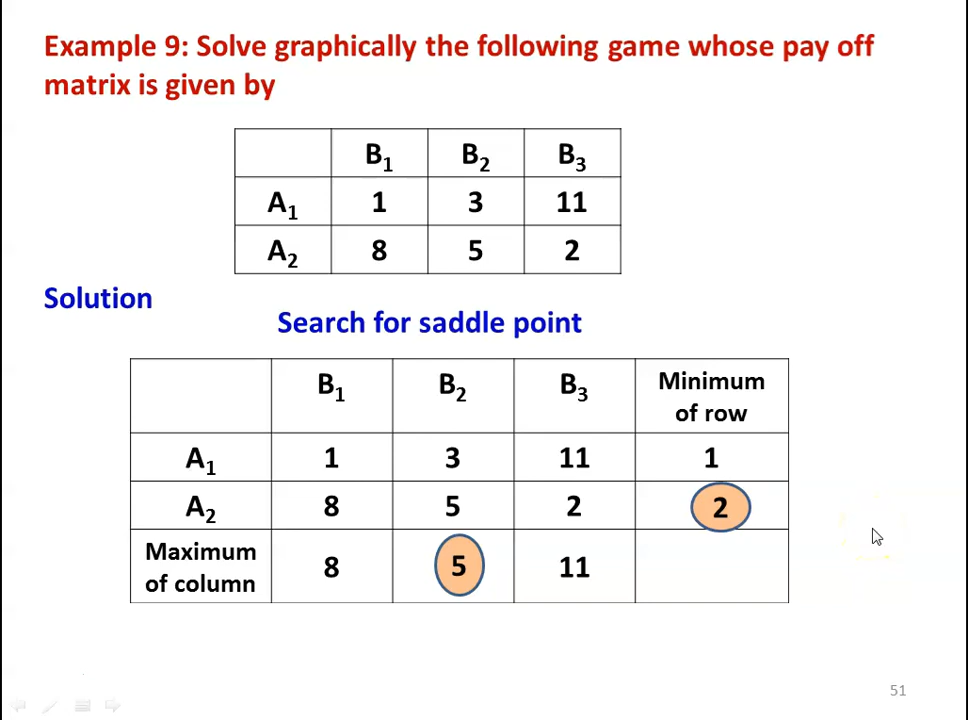 Example 9: Solve graphically the following game whose pay off
matrix is given by
B₁ B₂ B₃
A₁ 1 3 11
A₂ 8 5 2
Solution
Search for saddle point
B₁ B₂ B₃ Minimum
of row
A₁ 1 3 11 1
A₂ 8 5 2 2
Maximum
of column 8 5 11
51